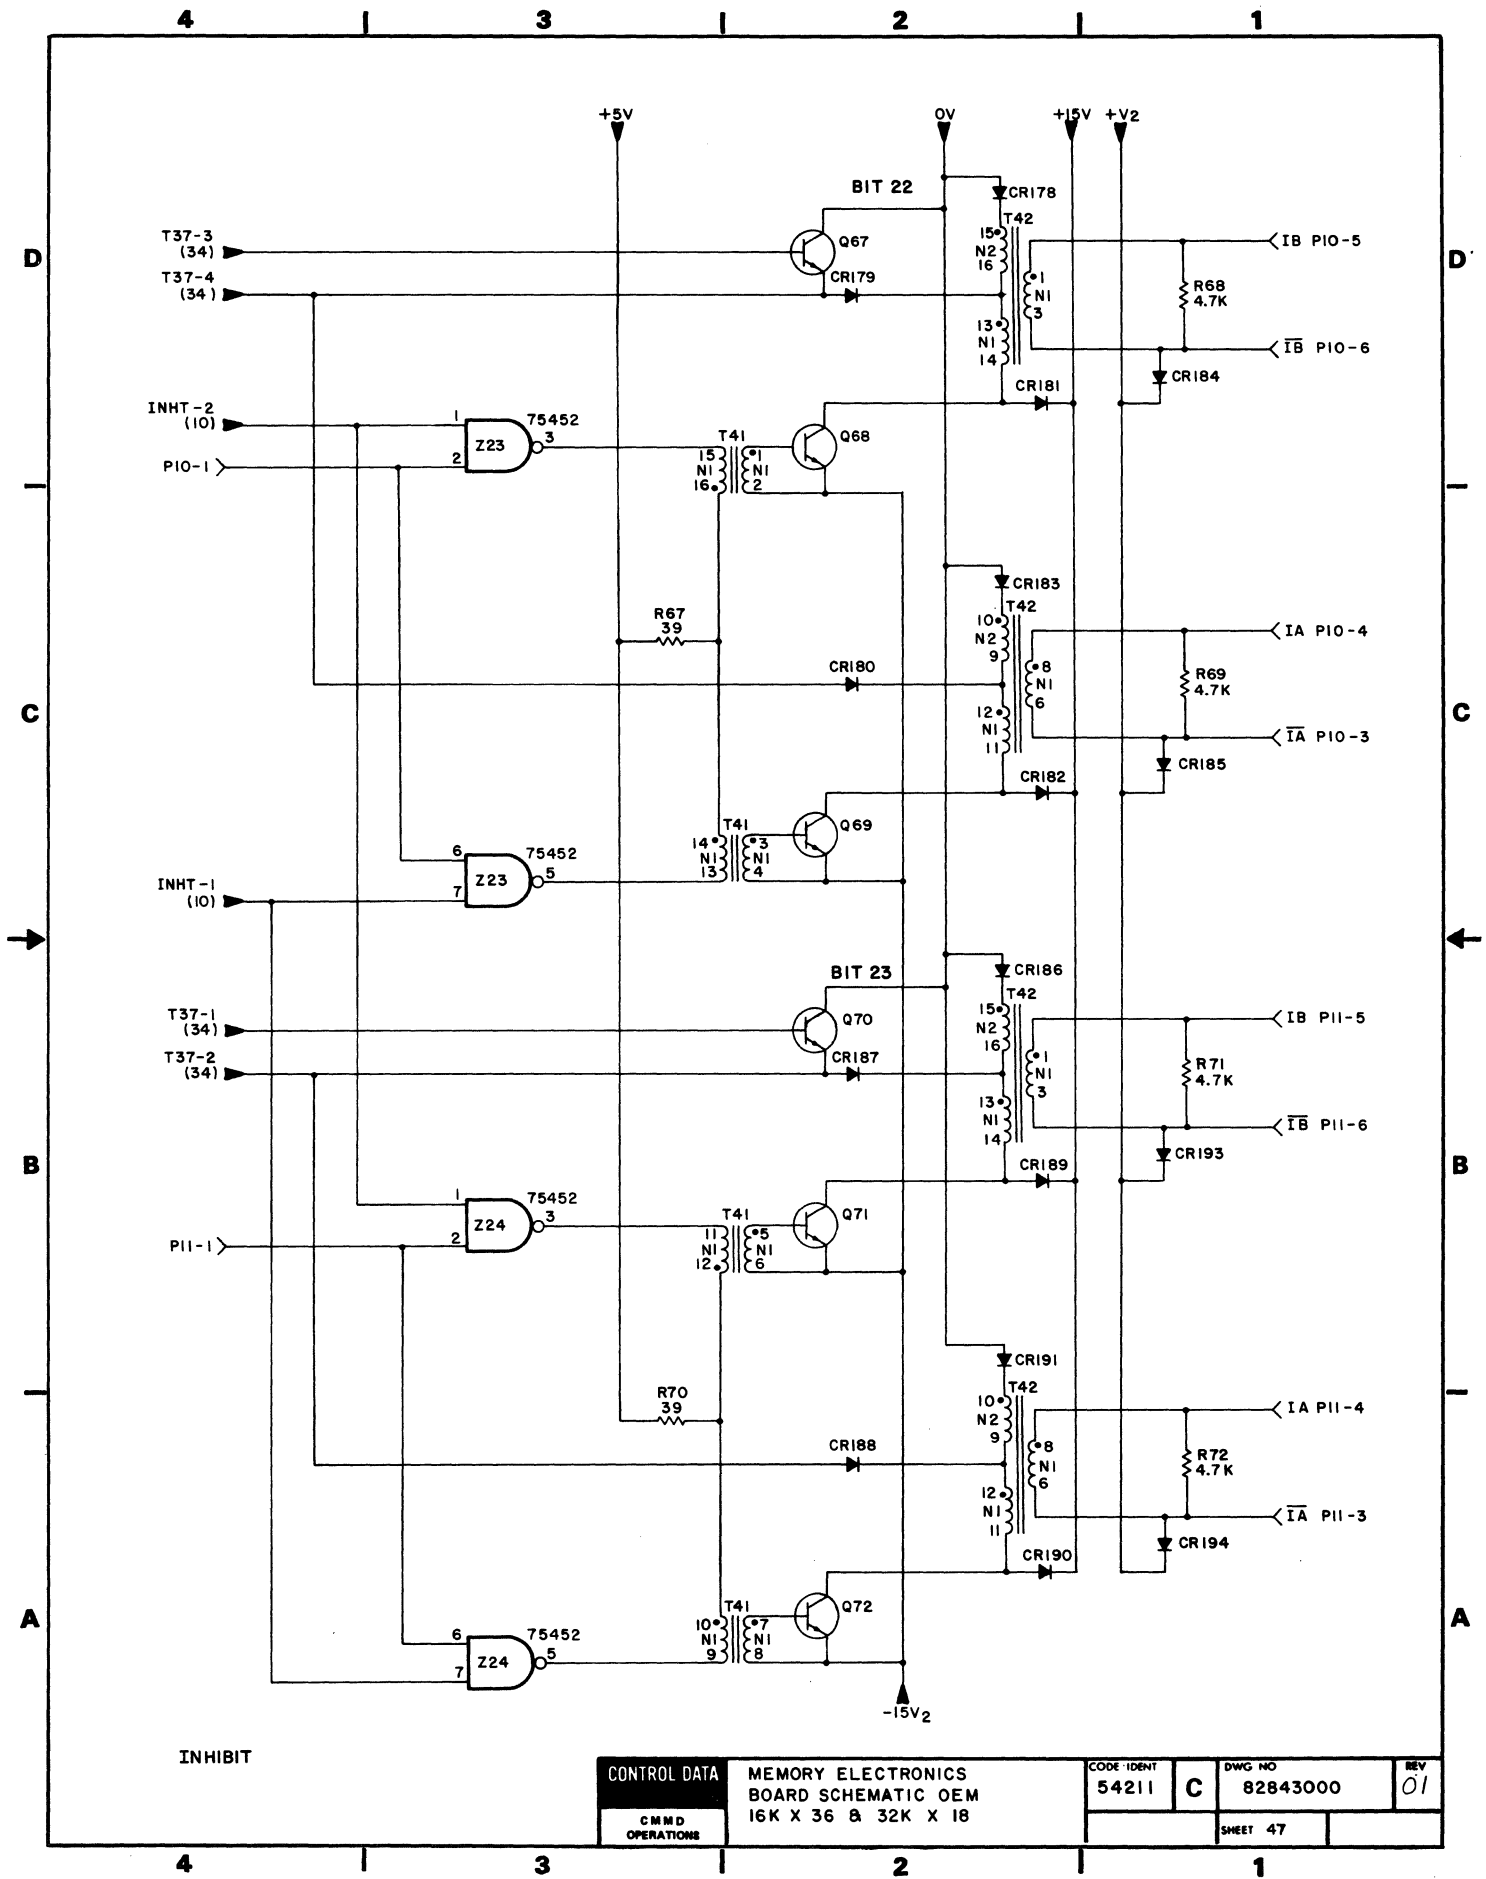 4 3 2 1
+5V 0V +15V +V2
BIT 22
CR178
T42
T37-3
(34)
Q67
15
N2
16
IB P10-5
T37-4
(34)
CR179
1
N1
3
R68
4.7K
D D
13
N1
14
IB P10-6
CR184
CR181
INHT-2
(10)
1
75452
3
Z23
2
P10-1
T41
15
N1
16
1
N1
2
Q68
CR183
T42
R67
39
10
N2
9
IA P10-4
CR180
8
N1
6
R69
4.7K
C C
12
N1
11
IA P10-3
CR185
CR182
T41
14
N1
13
3
N1
4
Q69
6
75452
5
Z23
7
INHT-1
(10)
BIT 23
CR186
T42
T37-1
(34)
Q70
15
N2
16
IB P11-5
T37-2
(34)
CR187
1
N1
3
R71
4.7K
13
N1
14
IB P11-6
CR193
B B
CR189
1
75452
3
Z24
2
P11-1
T41
11
N1
12
5
N1
6
Q71
CR191
T42
R70
39
10
N2
9
IA P11-4
CR188
8
N1
6
R72
4.7K
12
N1
11
IA P11-3
CR194
CR190
A A
T41
10
N1
9
7
N1
8
Q72
6
75452
5
Z24
7
-15V2
INHIBIT
CONTROL DATA
CMMD
OPERATIONS
MEMORY ELECTRONICS
BOARD SCHEMATIC OEM
16K X 36 & 32K X 18
CODE IDENT
54211
C
DWG NO
82843000
REV
01
SHEET 47
4 3 2 1